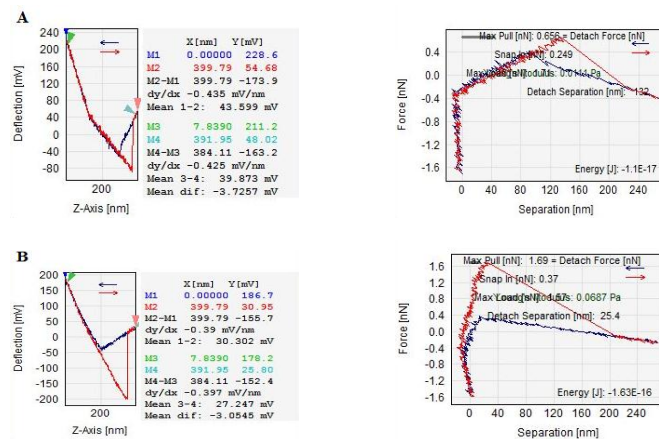 A
240
200
160
120
80
40
0
-40
-80
Deflection [mV]
200
Z-Axis [nm]
X[nm] Y[mV]
M1 0.00000 228.6
M2 399.79 54.68
M2-M1 399.79 -173.9
dy/dx -0.435 mV/nm
Mean 1-2: 43.599 mV
M3 7.8390 211.2
M4 391.95 48.02
M4-M3 384.11 -163.2
dy/dx -0.425 mV/nm
Mean 3-4: 39.873 mV
Mean dif: -3.7257 mV
Max Pull [nN]: 0.656 = Detach Force [nN]
Snap In [nN]: 0.249
Detach Separation [nm]: 132
0.4
0.0
-0.4
-0.8
-1.2
-1.6
Force [nN]
Energy [J]: -1.1E-17
0 40 80 120 160 200 240
Separation [nm]
B
200
150
100
50
0
-50
-100
-150
-200
Deflection [mV]
200
Z-Axis [nm]
X[nm] Y[mV]
M1 0.00000 186.7
M2 399.79 30.95
M2-M1 399.79 -155.7
dy/dx -0.39 mV/nM
Mean 1-2: 30.302 mV
M3 7.8390 178.2
M4 391.95 25.80
M4-M3 384.11 -152.4
dy/dx -0.397 mV/nm
Mean 3-4: 27.247 mV
Mean dif: -3.0545 mV
Max Pull [nN]: 1.69 = Detach Force [nN]
Snap In [nN]: 0.37
Detach Separation [nm]: 25.4
1.6
1.2
0.8
0.4
0.0
-0.4
-0.8
-1.2
-1.6
Force [nN]
Energy [J]: -1.63E-16
0 40 80 120 160 200 240
Separation [nm]